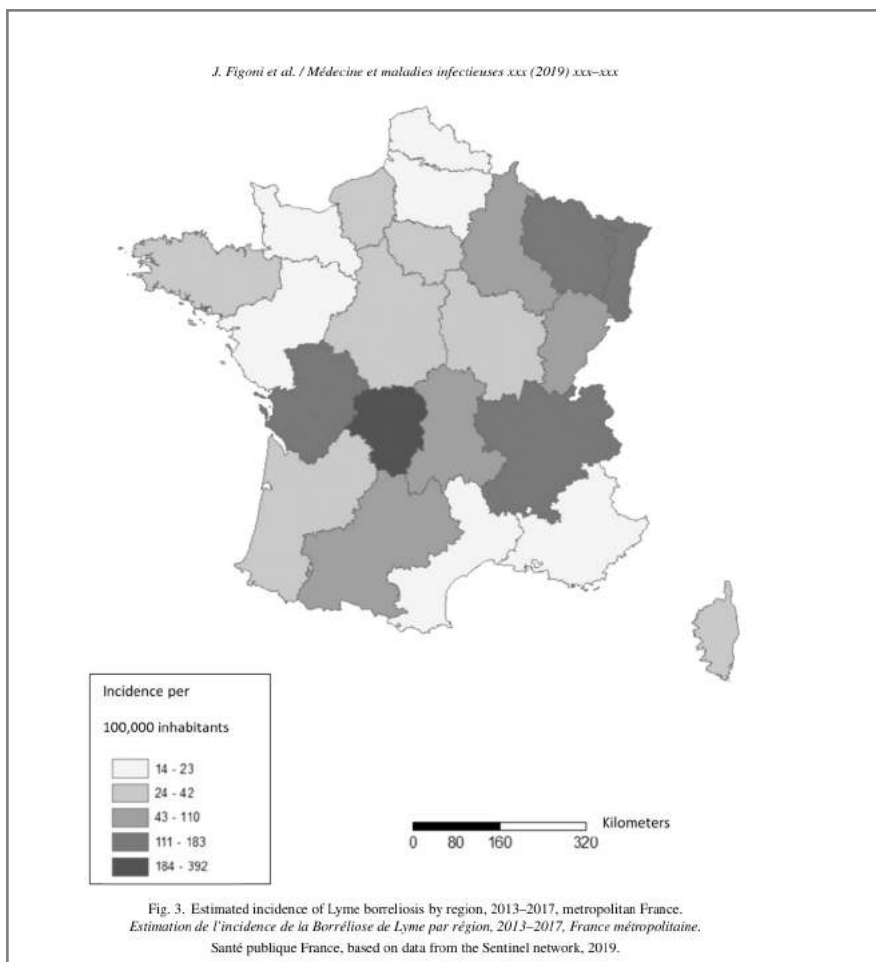 J. Figoni et al. / Médecine et maladies infectieuses xxx (2019) xxx–xxx
Incidence per
100,000 inhabitants
14 - 23
24 - 42
43 - 110
111 - 183
184 - 392
Kilometers
0 80 160 320
Fig. 3. Estimated incidence of Lyme borreliosis by region, 2013–2017, metropolitan France.
Estimation de l'incidence de la Borréliose de Lyme par région, 2013–2017, France métropolitaine.
Santé publique France, based on data from the Sentinel network, 2019.